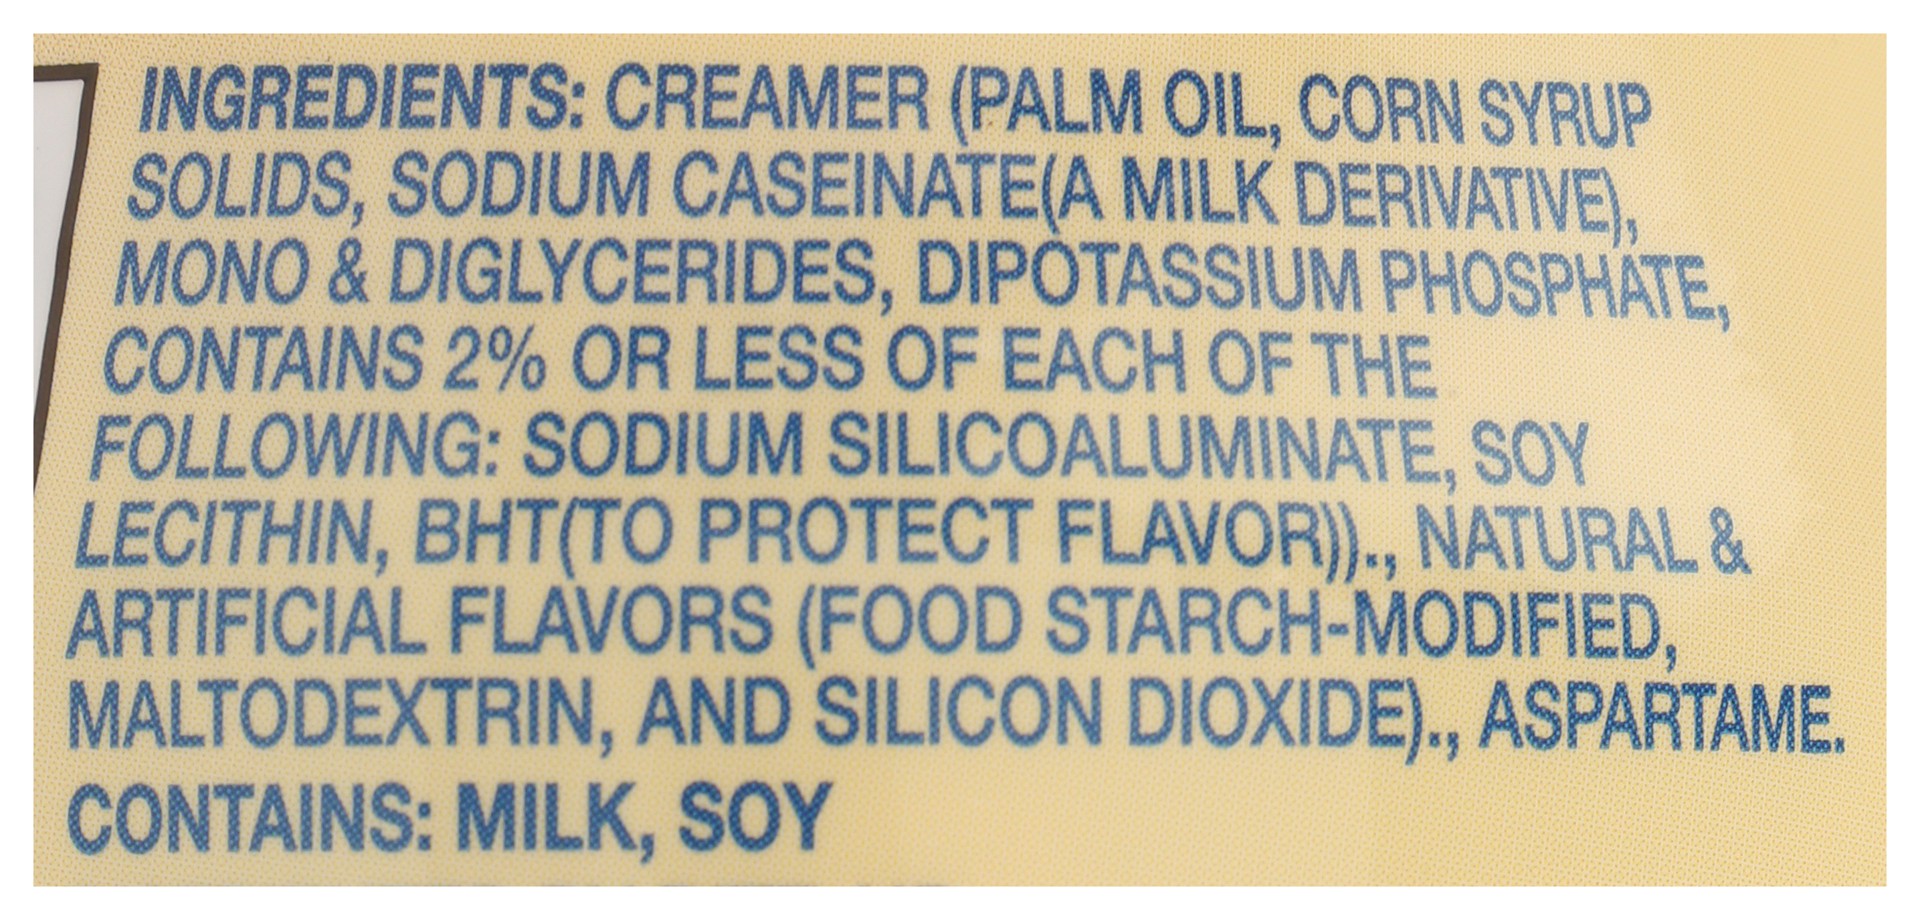 INGREDIENTS: CREAMER (PALM OIL, CORN SYRUP
SOLIDS, SODIUM CASEINATE(A MILK DERIVATIVE),
MONO & DIGLYCERIDES, DIPOTASSIUM PHOSPHATE,
CONTAINS 2% OR LESS OF EACH OF THE
FOLLOWING: SODIUM SILICOALUMINATE, SOY
LECITHIN, BHT(TO PROTECT FLAVOR))., NATURAL &
ARTIFICIAL FLAVORS (FOOD STARCH-MODIFIED,
MALTODEXTRIN, AND SILICON DIOXIDE)., ASPARTAME.
CONTAINS: MILK, SOY